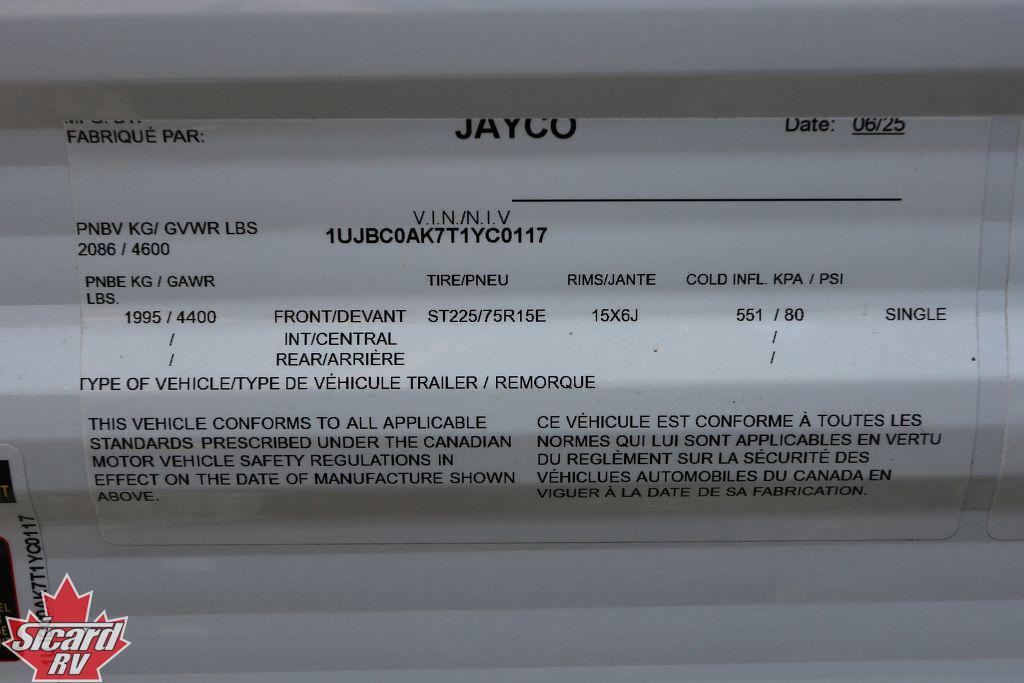 FABRIQUÉ PAR: JAYCO Date: 06/25
V.I.N./N.I.V
PNBV KG/ GVWR LBS 1UJBC0AK7T1YC0117
2086 / 4600
PNBE KG / GAWR TIRE/PNEU RIMS/JANTE COLD INFL. KPA / PSI
LBS.
1995 / 4400 FRONT/DEVANT ST225/75R15E 15X6J 551 / 80 SINGLE
/ INT/CENTRAL /
/ REAR/ARRIÈRE /
TYPE OF VEHICLE/TYPE DE VÉHICULE TRAILER / REMORQUE
THIS VEHICLE CONFORMS TO ALL APPLICABLE
STANDARDS PRESCRIBED UNDER THE CANADIAN
MOTOR VEHICLE SAFETY REGULATIONS IN
EFFECT ON THE DATE OF MANUFACTURE SHOWN
ABOVE.
CE VÉHICULE EST CONFORME À TOUTES LES
NORMES QUI LUI SONT APPLICABLES EN VERTU
DU REGLÈMENT SUR LA SÉCURITÉ DES
VÉHICLUES AUTOMOBILES DU CANADA EN
VIGUER À LA DATE DE SA FABRICATION.
0AK7T1YC0117
Sicard
RV